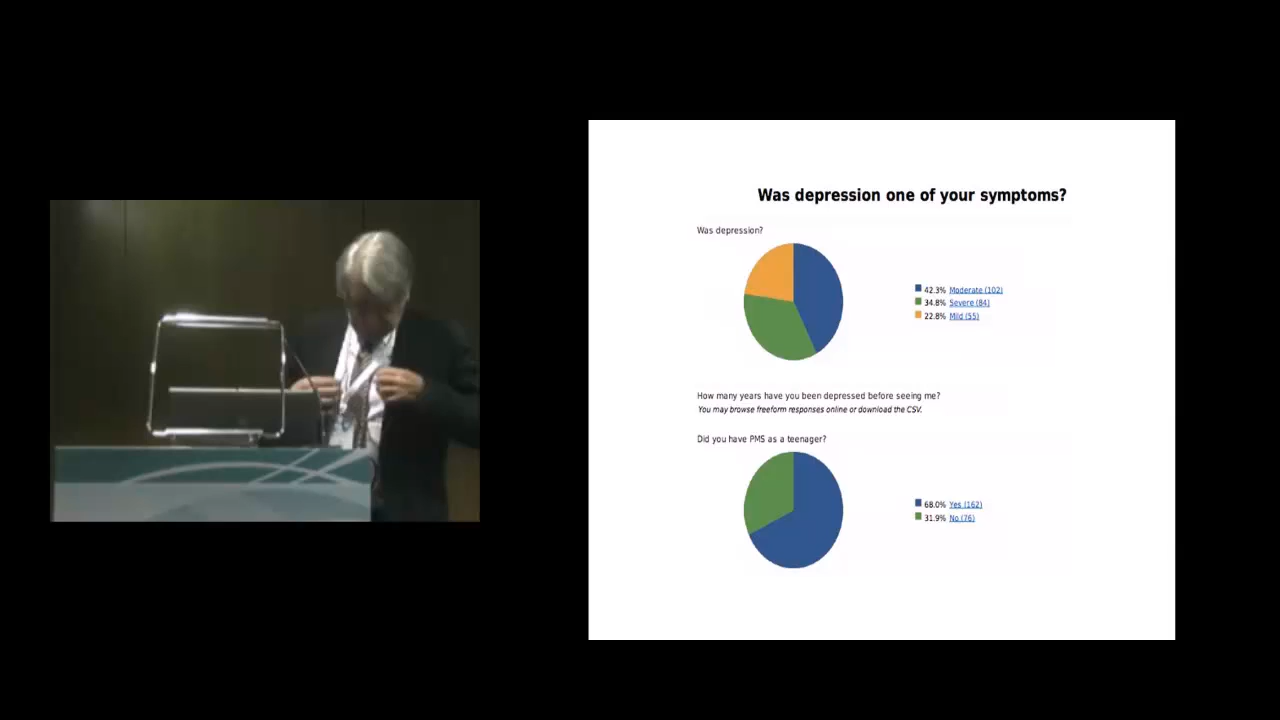 Was depression one of your symptoms?
Was depression?
42.3% Moderate (102)
34.8% Severe (84)
22.8% Mild (55)
How many years have you been depressed before seeing me?
You may browse freeform responses online or download the CSV.
Did you have PMS as a teenager?
68.0% Yes (162)
31.9% No (76)